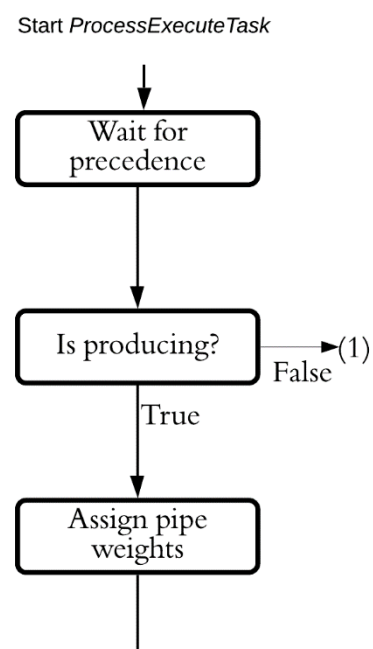 Start ProcessExecuteTask
Wait for
precedence
Is producing?
(1)
False
True
Assign pipe
weights